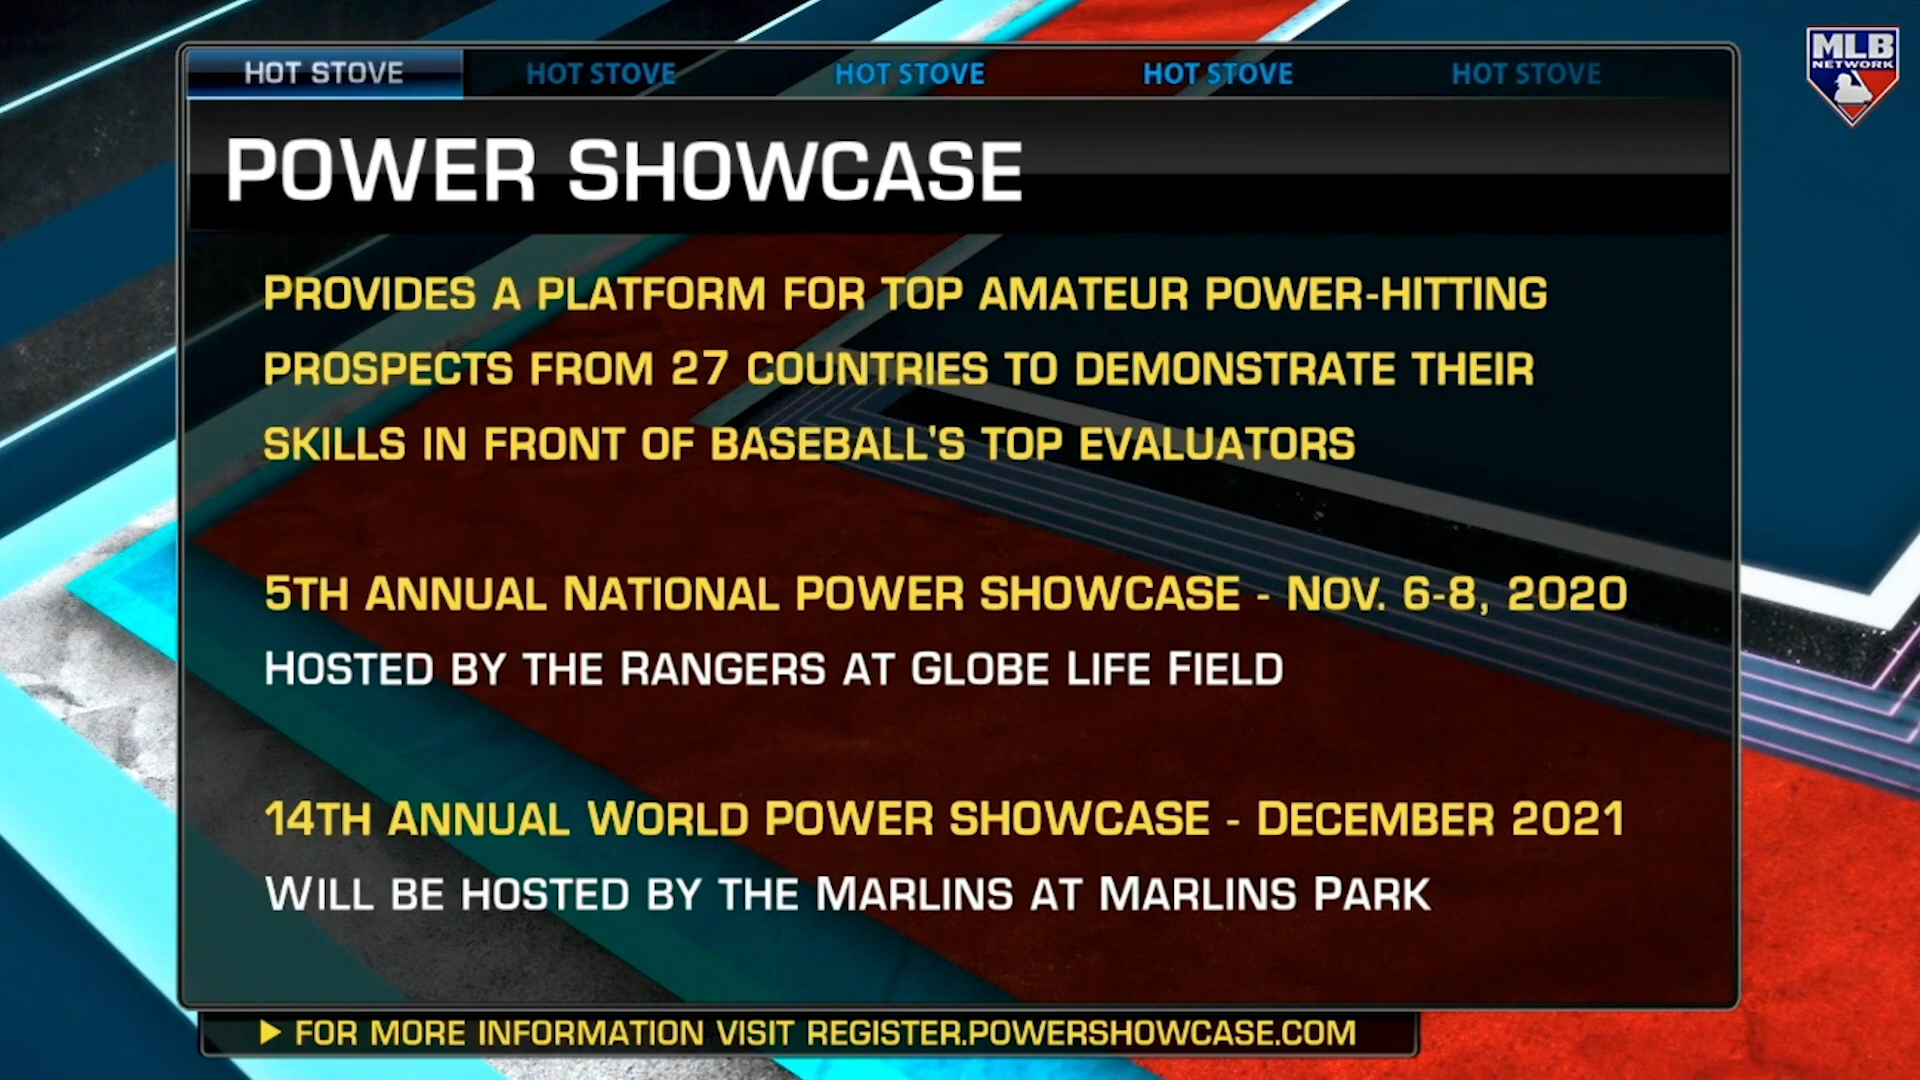 HOT STOVE HOT STOVE HOT STOVE HOT STOVE HOT STOVE
MLB
NETWORK
POWER SHOWCASE
PROVIDES A PLATFORM FOR TOP AMATEUR POWER-HITTING
PROSPECTS FROM 27 COUNTRIES TO DEMONSTRATE THEIR
SKILLS IN FRONT OF BASEBALL'S TOP EVALUATORS
5TH ANNUAL NATIONAL POWER SHOWCASE - NOV. 6-8, 2020
HOSTED BY THE RANGERS AT GLOBE LIFE FIELD
14TH ANNUAL WORLD POWER SHOWCASE - DECEMBER 2021
WILL BE HOSTED BY THE MARLINS AT MARLINS PARK
FOR MORE INFORMATION VISIT REGISTER.POWERSHOWCASE.COM